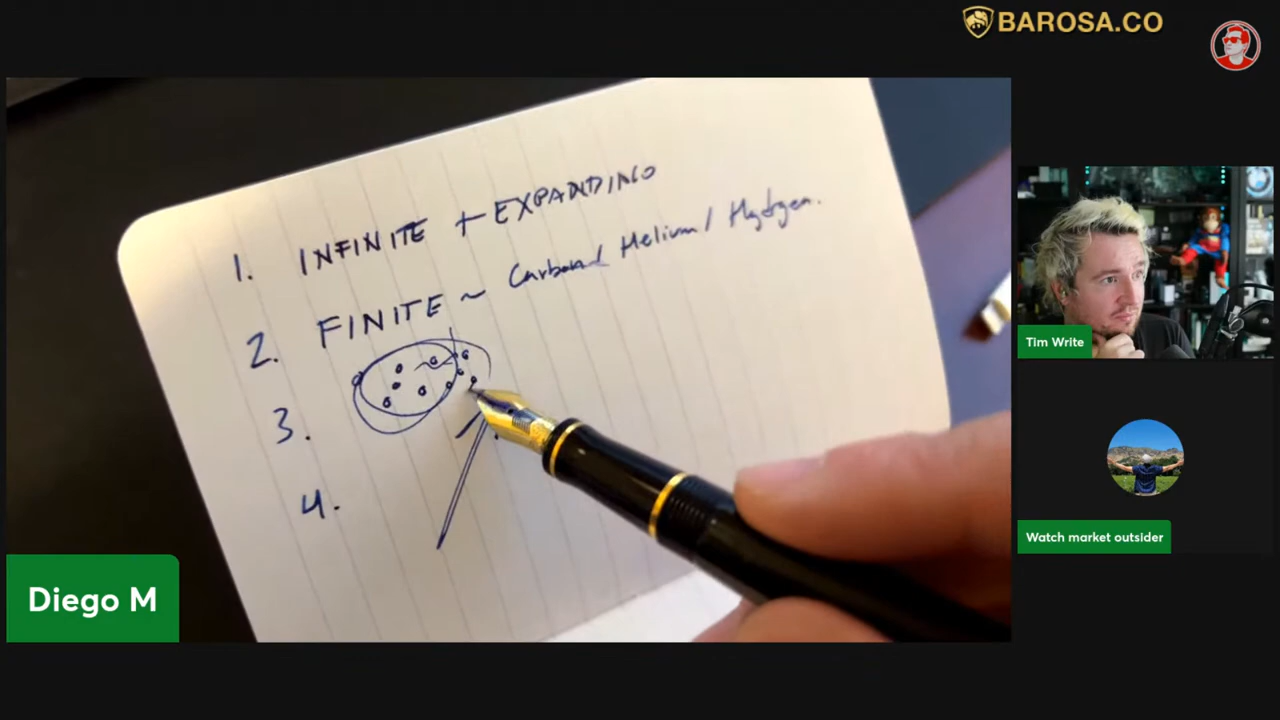 BAROSA.CO
1. INFINITE + EXPANDING
2. FINITE ~ Carbon/ Helium/ Hydrogen.
3.
4.
Tim Write
Watch market outsider
Diego M